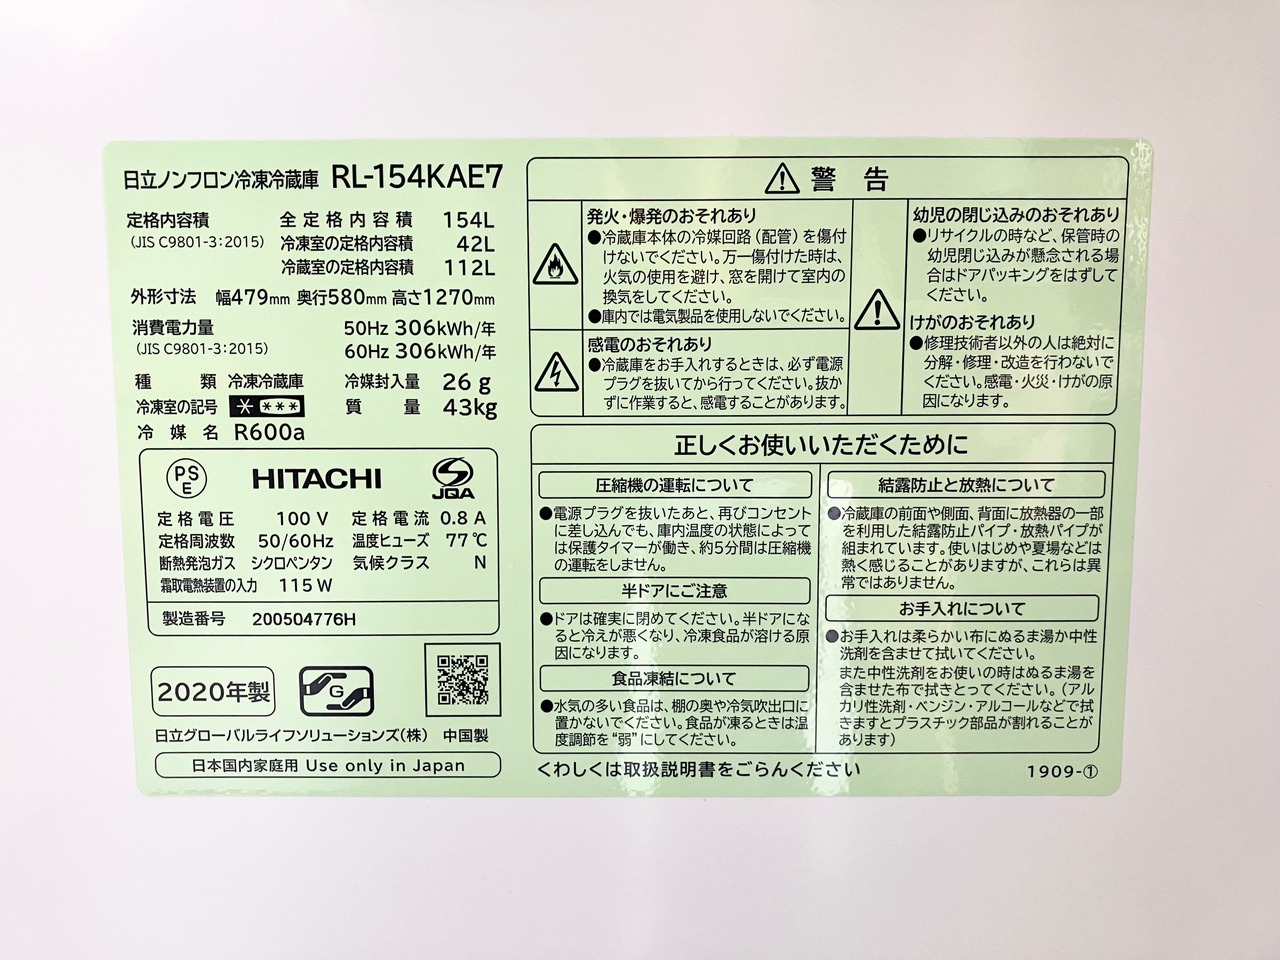 日立ノンフロン冷凍冷蔵庫 RL-154KAE7
定格内容積 全定格内容積 154L
(JIS C9801-3:2015) 冷凍室の定格内容積 42L
冷蔵室の定格内容積 112L
外形寸法 幅479mm 奥行580mm 高さ1270mm
消費電力量 50Hz 306kWh/年
(JIS C9801-3:2015) 60Hz 306kWh/年
種類 冷凍冷蔵庫 冷媒封入量 26g
冷凍室の記号 * *** 質量 43kg
冷媒名 R600a
PSE HITACHI JQA
定格電圧 100V 定格電流 0.8A
定格周波数 50/60Hz 温度ヒューズ 77℃
断熱発泡ガス シクロペンタン 気候クラス N
霜取電熱装置の入力 115W
製造番号 200504776H
2020年製 G
日立グローバルライフソリューションズ(株) 中国製
日本国内家庭用 Use only in Japan
警告
発火・爆発のおそれあり
●冷蔵庫本体の冷媒回路(配管)を傷付
けないでください。万一傷付けた時は、
火気の使用を避け、窓を開けて室内の
換気をしてください。
●庫内では電気製品を使用しないでください。
感電のおそれあり
●冷蔵庫をお手入れするときは、必ず電源
プラグを抜いてから行ってください。抜か
ずに作業すると、感電することがあります。
幼児の閉じ込みのおそれあり
●リサイクルの時など、保管時の
幼児閉じ込みが懸念される場
合はドアパッキングをはずして
ください。
けがのおそれあり
●修理技術者以外の人は絶対に
分解・修理・改造を行わないで
ください。感電・火災・けがの原
因になります。
正しくお使いいただくために
圧縮機の運転について
●電源プラグを抜いたあと、再びコンセント
に差し込んでも、庫内温度の状態によって
は保護タイマーが働き、約5分間は圧縮機
の運転をしません。
半ドアにご注意
●ドアは確実に閉めてください。半ドアにな
ると冷えが悪くなり、冷凍食品が溶ける原
因になります。
食品凍結について
●水気の多い食品は、棚の奥や冷気吹出口に
置かないでください。食品が凍るときは温
度調節を“弱”にしてください。
結露防止と放熱について
●冷蔵庫の前面や側面、背面に放熱器の一部
を利用した結露防止パイプ・放熱パイプが
組まれています。使いはじめや夏場などは
熱く感じることがありますが、これらは異
常ではありません。
お手入れについて
●お手入れは柔らかい布にぬるま湯か中性
洗剤を含ませて拭いてください。
また中性洗剤をお使いの時はぬるま湯を
含ませた布で拭きとってください。(アル
カリ性洗剤・ベンジン・アルコールなどで拭
きますとプラスチック部品が割れることが
あります)
くわしくは取扱説明書をごらんください 1909-①